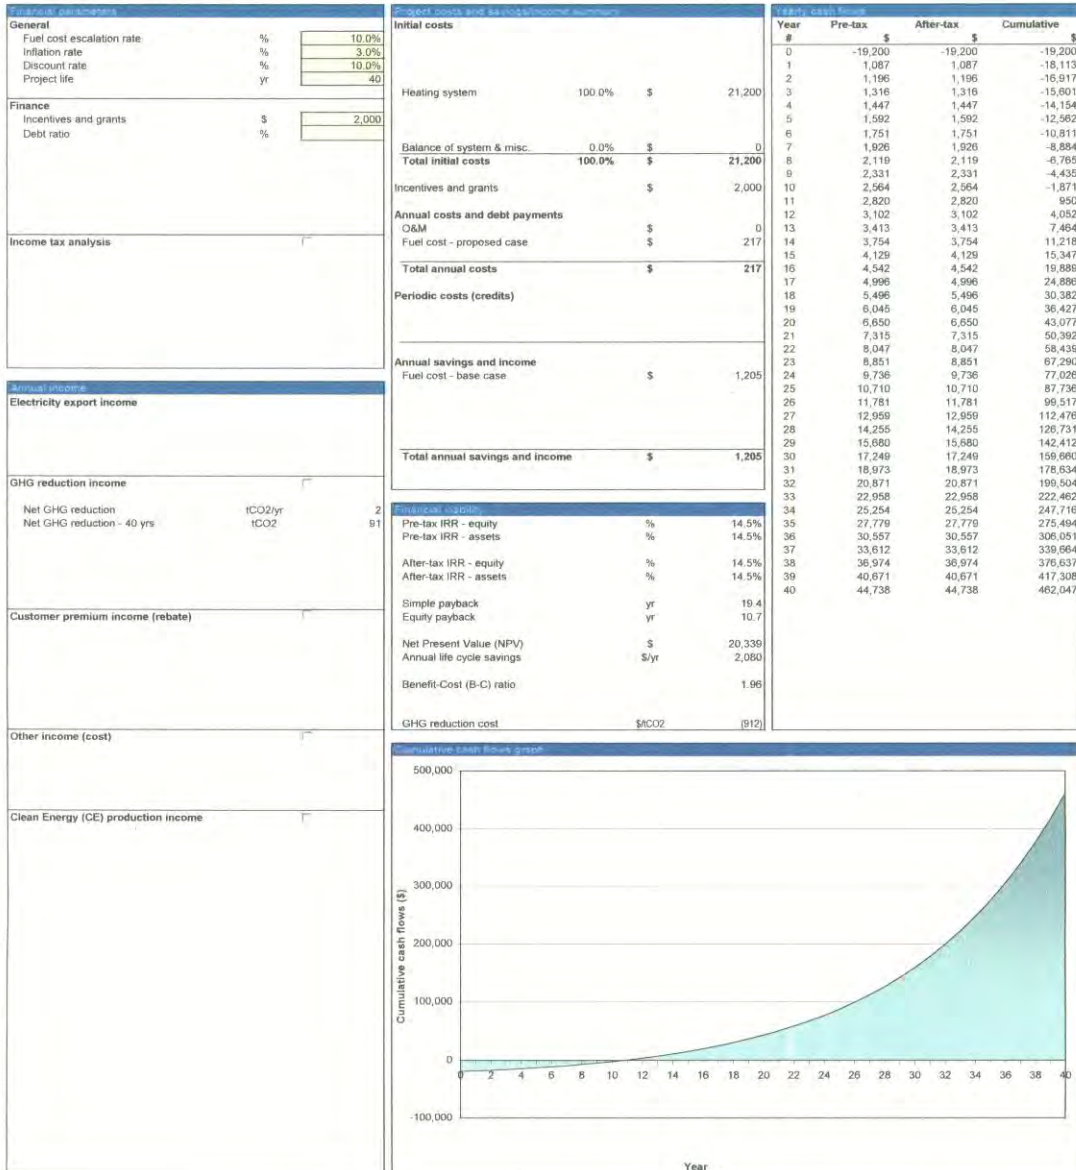 Financial parameters
General
Fuel cost escalation rate % 10.0%
Inflation rate % 3.0%
Discount rate % 10.0%
Project life yr 40
Finance
Incentives and grants $ 2,000
Debt ratio %
Income tax analysis
Annual income
Electricity export income
GHG reduction income
Net GHG reduction tCO2/yr 2
Net GHG reduction - 40 yrs tCO2 91
Customer premium income (rebate)
Other income (cost)
Clean Energy (CE) production income
Project costs and savings/income summary
Initial costs
Heating system 100.0% $ 21,200
Balance of system & misc. 0.0% $ 0
Total initial costs 100.0% $ 21,200
Incentives and grants $ 2,000
Annual costs and debt payments
O&M $ 0
Fuel cost - proposed case $ 217
Total annual costs $ 217
Periodic costs (credits)
Annual savings and income
Fuel cost - base case $ 1,205
Total annual savings and income $ 1,205
Financial viability
Pre-tax IRR - equity % 14.5%
Pre-tax IRR - assets % 14.5%
After-tax IRR - equity % 14.5%
After-tax IRR - assets % 14.5%
Simple payback yr 19.4
Equity payback yr 10.7
Net Present Value (NPV) $ 20,339
Annual life cycle savings $/yr 2,080
Benefit-Cost (B-C) ratio 1.96
GHG reduction cost $/tCO2 (912)
Yearly cash flows
Year Pre-tax After-tax Cumulative
# $ $ $
0 -19,200 -19,200 -19,200
1 1,087 1,087 -18,113
2 1,196 1,196 -16,917
3 1,316 1,316 -15,601
4 1,447 1,447 -14,154
5 1,592 1,592 -12,562
6 1,751 1,751 -10,811
7 1,926 1,926 -8,884
8 2,119 2,119 -6,765
9 2,331 2,331 -4,435
10 2,564 2,564 -1,871
11 2,820 2,820 950
12 3,102 3,102 4,052
13 3,413 3,413 7,464
14 3,754 3,754 11,218
15 4,129 4,129 15,347
16 4,542 4,542 19,889
17 4,996 4,996 24,886
18 5,496 5,496 30,382
19 6,045 6,045 36,427
20 6,650 6,650 43,077
21 7,315 7,315 50,392
22 8,047 8,047 58,439
23 8,851 8,851 67,290
24 9,736 9,736 77,026
25 10,710 10,710 87,736
26 11,781 11,781 99,517
27 12,959 12,959 112,476
28 14,255 14,255 126,731
29 15,680 15,680 142,412
30 17,249 17,249 159,660
31 18,973 18,973 178,634
32 20,871 20,871 199,504
33 22,958 22,958 222,462
34 25,254 25,254 247,716
35 27,779 27,779 275,494
36 30,557 30,557 306,051
37 33,612 33,612 339,664
38 36,974 36,974 376,637
39 40,671 40,671 417,308
40 44,738 44,738 462,047
Cumulative cash flows graph
500,000
400,000
300,000
200,000
100,000
0
-100,000
Cumulative cash flows ($)
0 2 4 6 8 10 12 14 16 18 20 22 24 26 28 30 32 34 36 38 40
Year